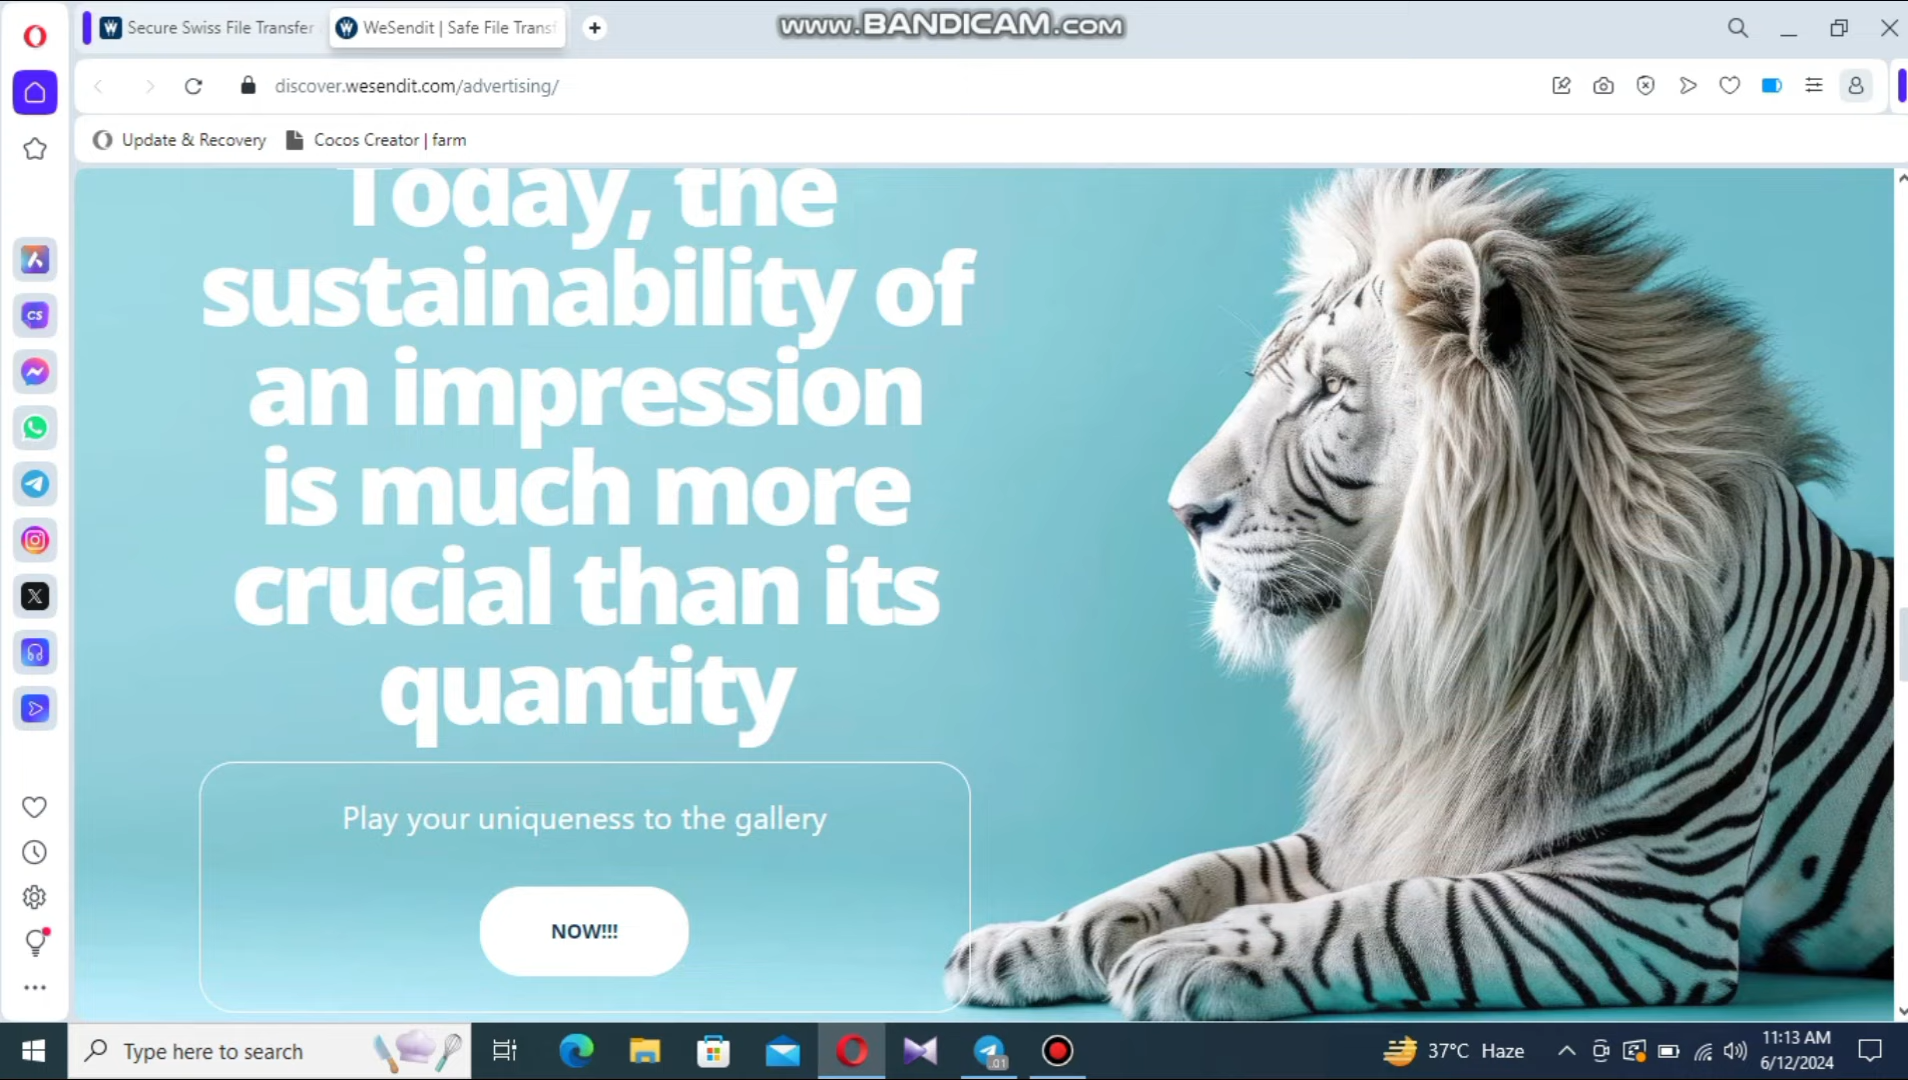 www.BANDICAM.com
Secure Swiss File Transfer
WeSendit | Safe File Transf
discover.wesendit.com/advertising/
Update & Recovery
Cocos Creator | farm
Today, the
sustainability of
an impression
is much more
crucial than its
quantity
Play your uniqueness to the gallery
NOW!!!
CS
Type here to search
01
37°C Haze
11:13 AM
6/12/2024